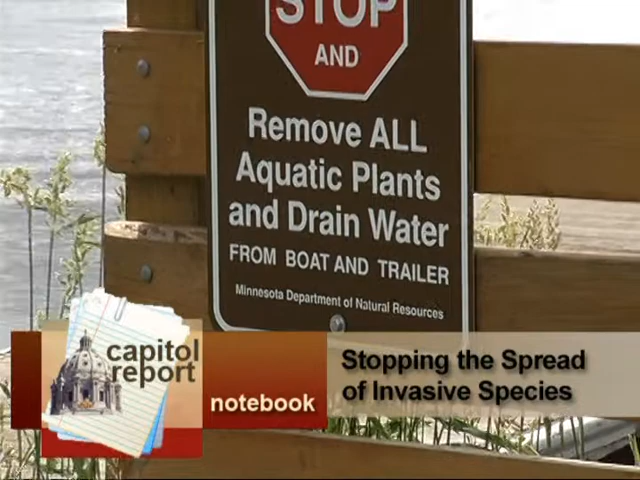 STOP
AND
Remove ALL
Aquatic Plants
and Drain Water
FROM BOAT AND TRAILER
Minnesota Department of Natural Resources
capitol
report
notebook
Stopping the Spread
of Invasive Species